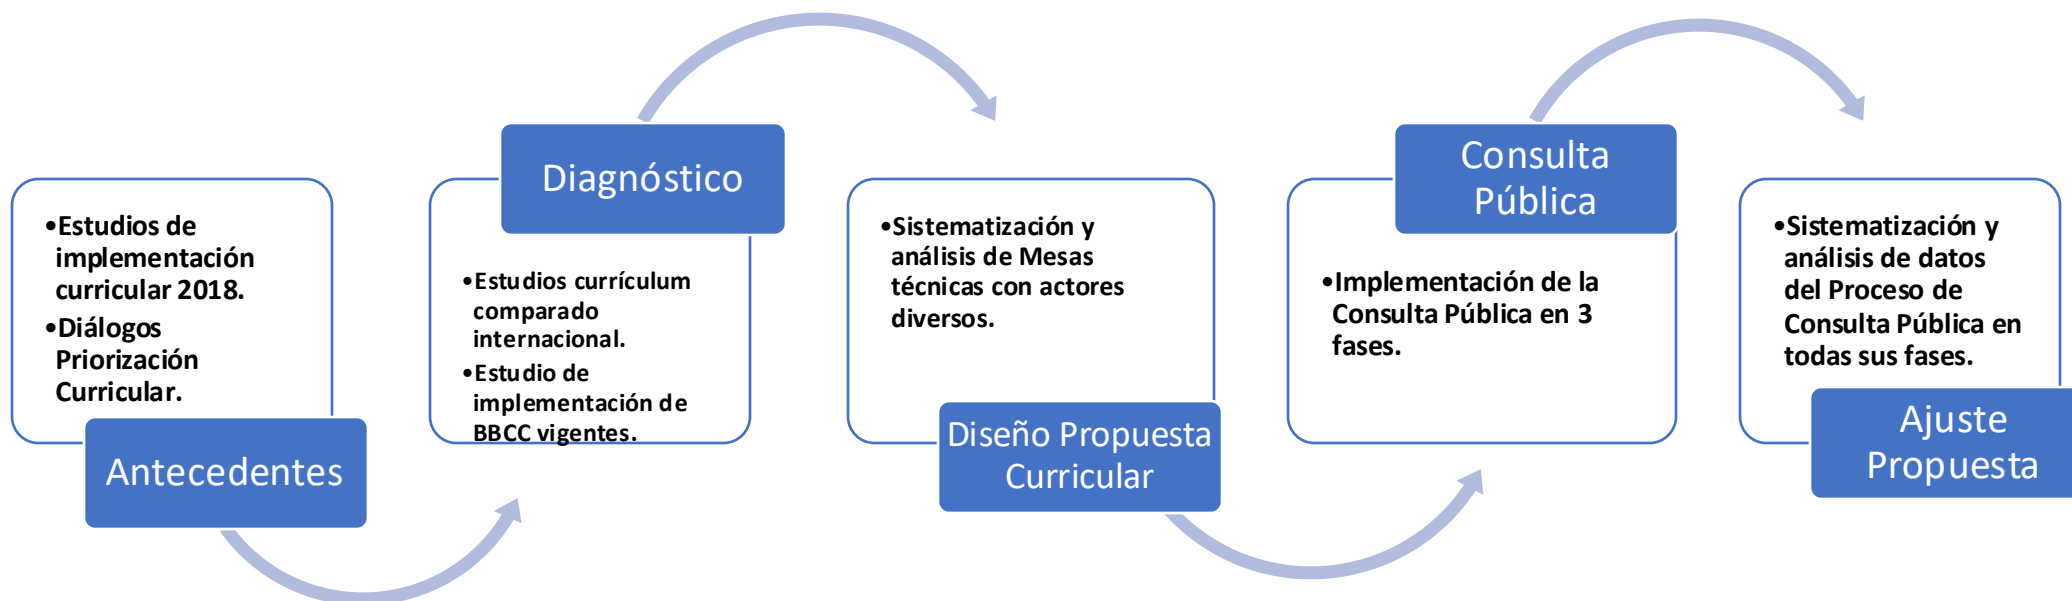 •Estudios de
implementación
curricular 2018.
•Diálogos
Priorización
Curricular.
Antecedentes
Diagnóstico
•Estudios currículum
comparado
internacional.
•Estudio de
implementación de
BBCC vigentes.
•Sistematización y
análisis de Mesas
técnicas con actores
diversos.
Diseño Propuesta
Curricular
Consulta
Pública
•Implementación de la
Consulta Pública en 3
fases.
•Sistematización y
análisis de datos
del Proceso de
Consulta Pública en
todas sus fases.
Ajuste
Propuesta